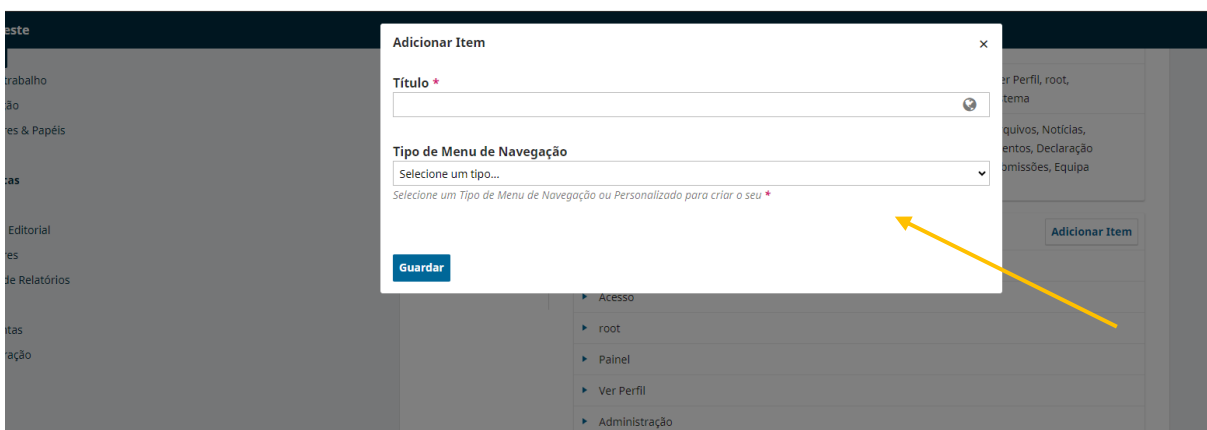 este
Adicionar Item
×
Título *
Tipo de Menu de Navegação
Selecione um tipo...
Selecione um Tipo de Menu de Navegação ou Personalizado para criar o seu *
Guardar
trabalho
ão
res & Papéis
as
Editorial
res
de Relatórios
ntas
ração
er Perfil, root,
tema
quivos, Notícias,
entos, Declaração
omissões, Equipa
Adicionar Item
Acesso
root
Painel
Ver Perfil
Administração